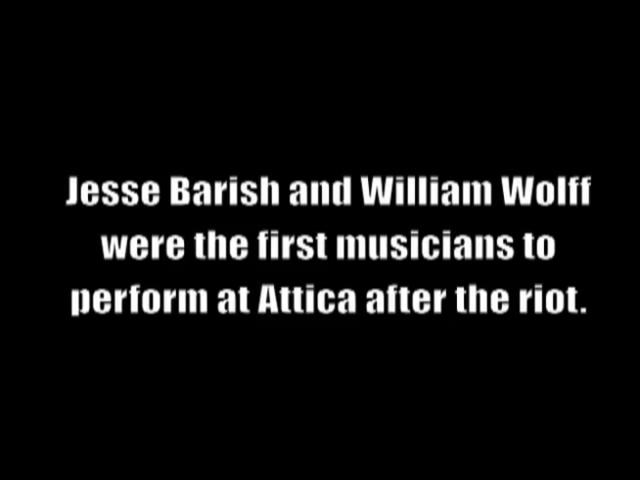 Jesse Barish and William Wolff
were the first musicians to
perform at Attica after the riot.